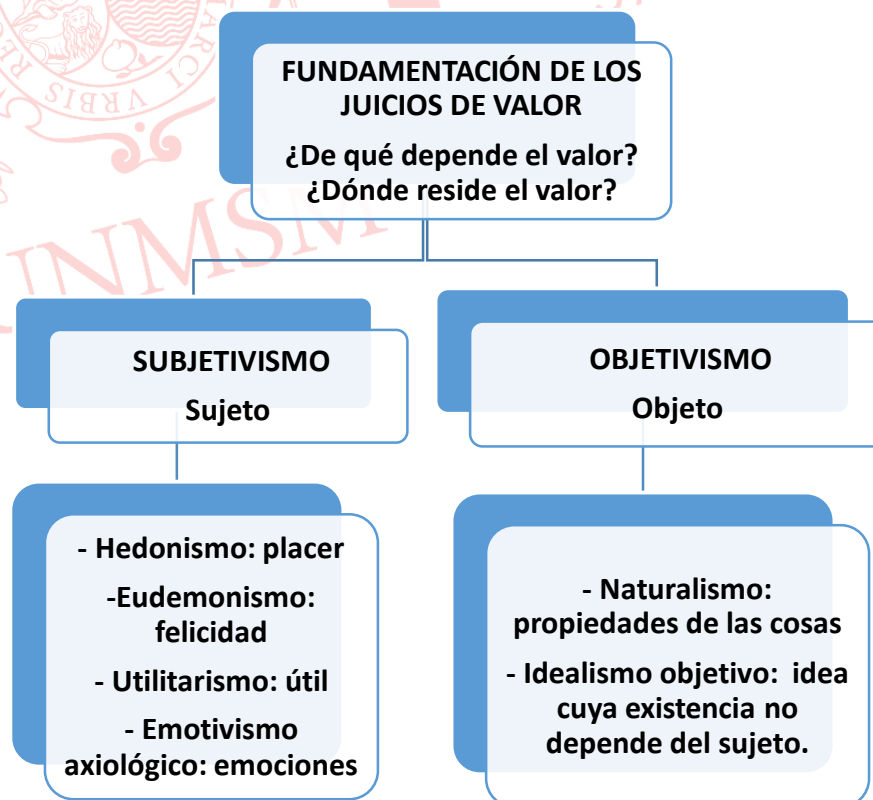 VRBIS
UNMSM
FUNDAMENTACIÓN DE LOS
JUICIOS DE VALOR
¿De qué depende el valor?
¿Dónde reside el valor?
SUBJETIVISMO
Sujeto
OBJETIVISMO
Objeto
- Hedonismo: placer
-Eudemonismo:
felicidad
- Utilitarismo: útil
- Emotivismo
axiológico: emociones
- Naturalismo:
propiedades de las cosas
- Idealismo objetivo: idea
cuya existencia no
depende del sujeto.